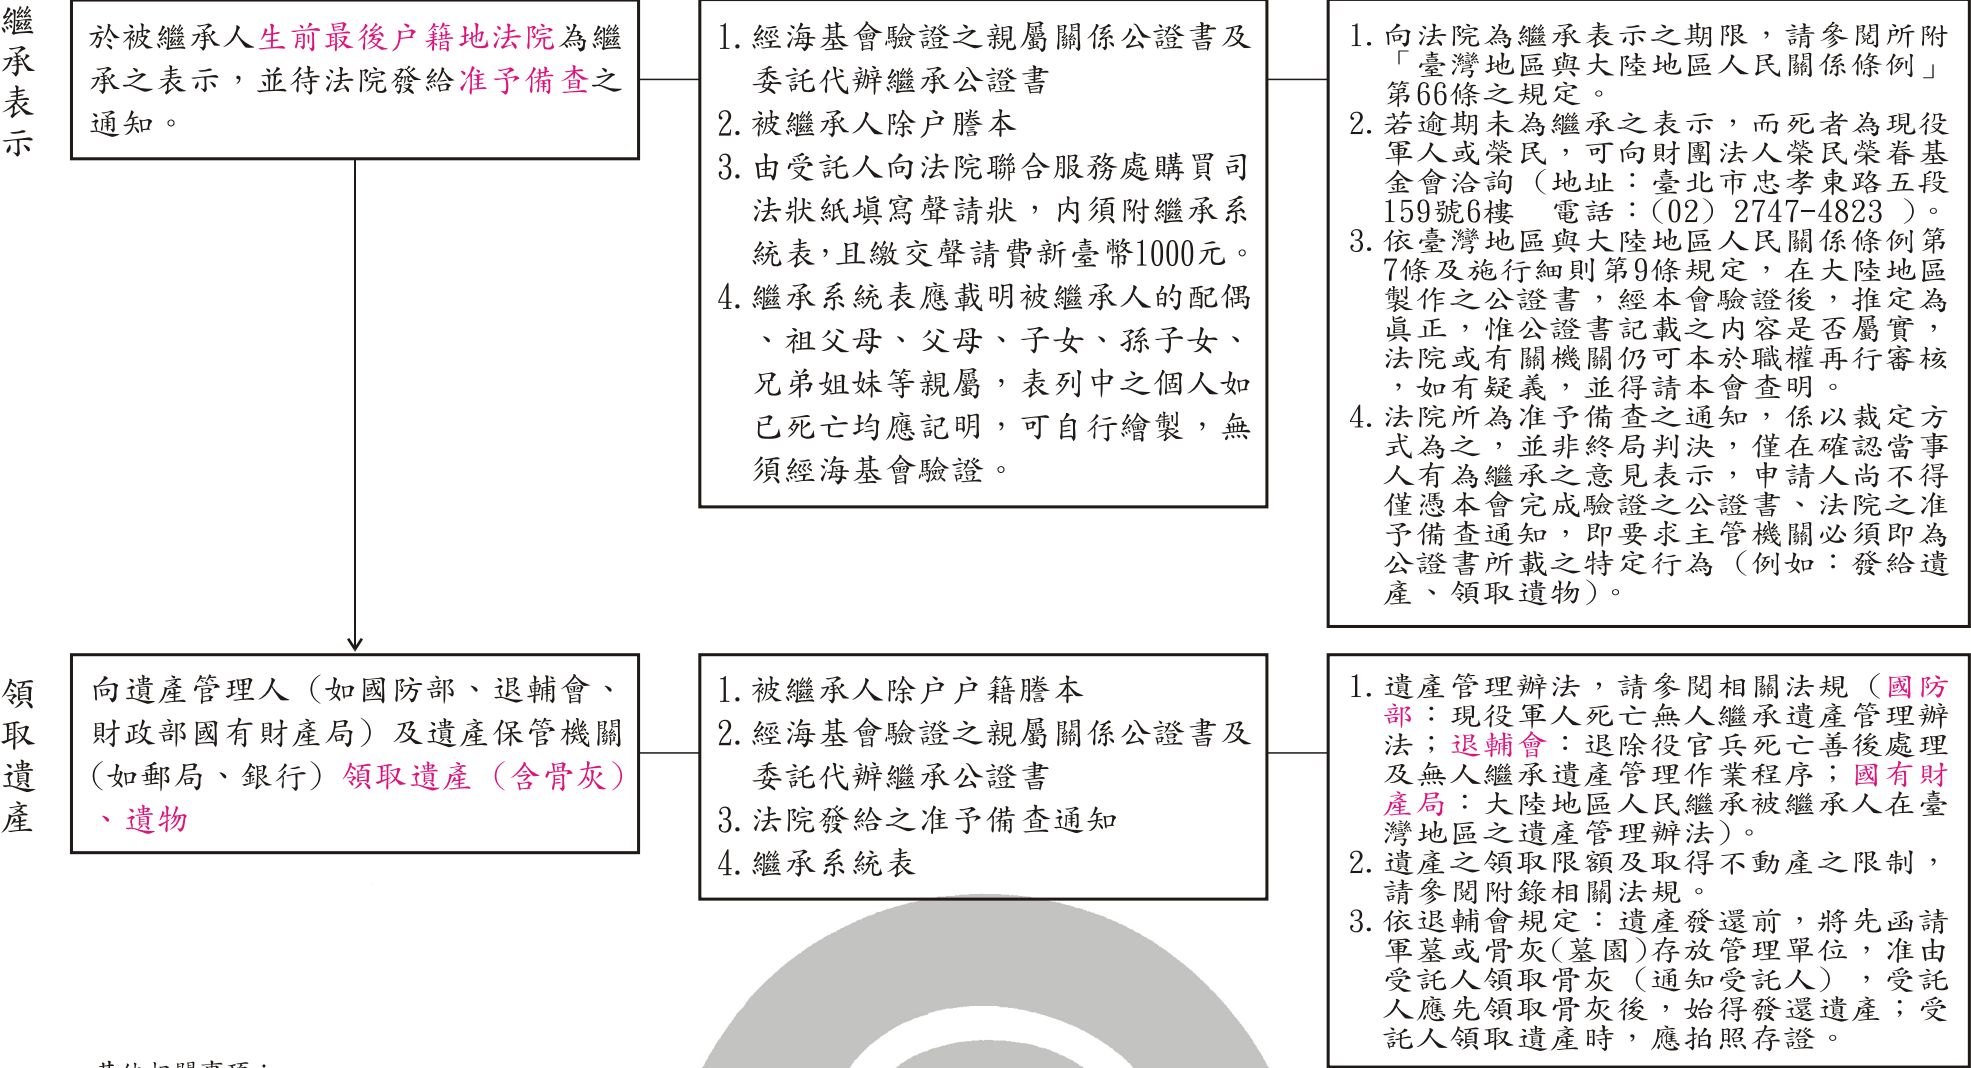 繼承表示
於被繼承人生前最後户籍地法院為繼
承之表示，並待法院發給准予備查之
通知。
1.經海基會驗證之親屬關係公證書及
委託代辦繼承公證書
2.被繼承人除户謄本
3.由受託人向法院聯合服務處購買司
法狀紙填寫聲請狀，內須附繼承系
統表，且繳交聲請費新臺幣1000元。
4.繼承系統表應載明被繼承人的配偶
、祖父母、父母、子女、孫子女、
兄弟姐妹等親屬，表列中之個人如
已死亡均應記明，可自行繪製，無
須經海基會驗證。
1.向法院為繼承表示之期限，請參閱所附
「臺灣地區與大陸地區人民關係條例」
第66條之規定。
2.若逾期未為繼承之表示，而死者為現役
軍人或榮民，可向財團法人榮民榮眷基
金會洽詢（地址：臺北市忠孝東路五段
159號6樓　電話：(02) 2747-4823 )。
3.依臺灣地區與大陸地區人民關係條例第
7條及施行細則第9條規定，在大陸地區
製作之公證書，經本會驗證後，推定為
真正，惟公證書記載之內容是否屬實，
法院或有關機關仍可本於職權再行審核
，如有疑義，並得請本會查明。
4.法院所為准予備查之通知，係以裁定方
式為之，並非終局判決，僅在確認當事
人有為繼承之意見表示，申請人尚不得
僅憑本會完成驗證之公證書、法院之准
予備查通知，即要求主管機關必須即為
公證書所載之特定行為（例如：發給遺
產、領取遺物)。
領取遺產
向遺產管理人（如國防部、退輔會、
財政部國有財產局）及遺產保管機關
(如郵局、銀行）領取遺產（含骨灰）
、遺物
1.被繼承人除户户籍謄本
2.經海基會驗證之親屬關係公證書及
委託代辦繼承公證書
3.法院發給之准予備查通知
4.繼承系統表
1.遺產管理辦法，請參閱相關法規（國防
部：現役軍人死亡無人繼承遺產管理辦
法；退輔會：退除役官兵死亡善後處理
及無人繼承遺產管理作業程序；國有財
產局：大陸地區人民繼承被繼承人在臺
灣地區之遺產管理辦法)。
2.遺產之領取限額及取得不動產之限制，
請參閱附錄相關法規。
3.依退輔會規定：遺產發還前，將先函請
軍墓或骨灰(墓園)存放管理單位，准由
受託人領取骨灰（通知受託人），受託
人應先領取骨灰後，始得發還遺產；受
託人領取遺產時，應拍照存證。
其他相關事項：